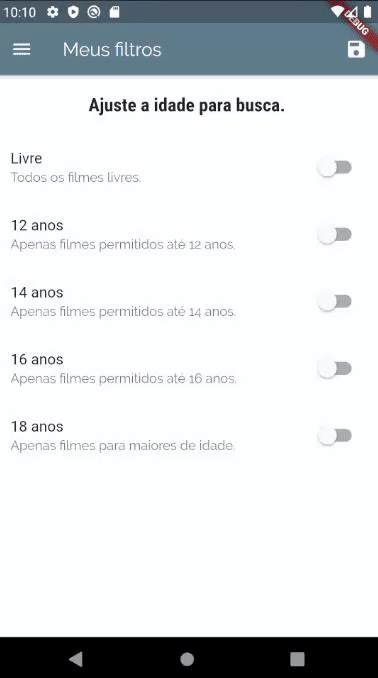 10:10
DEBUG
Meus filtros
Ajuste a idade para busca.
Livre
Todos os filmes livres.
12 anos
Apenas filmes permitidos até 12 anos.
14 anos
Apenas filmes permitidos até 14 anos.
16 anos
Apenas filmes permitidos até 16 anos.
18 anos
Apenas filmes para maiores de idade.